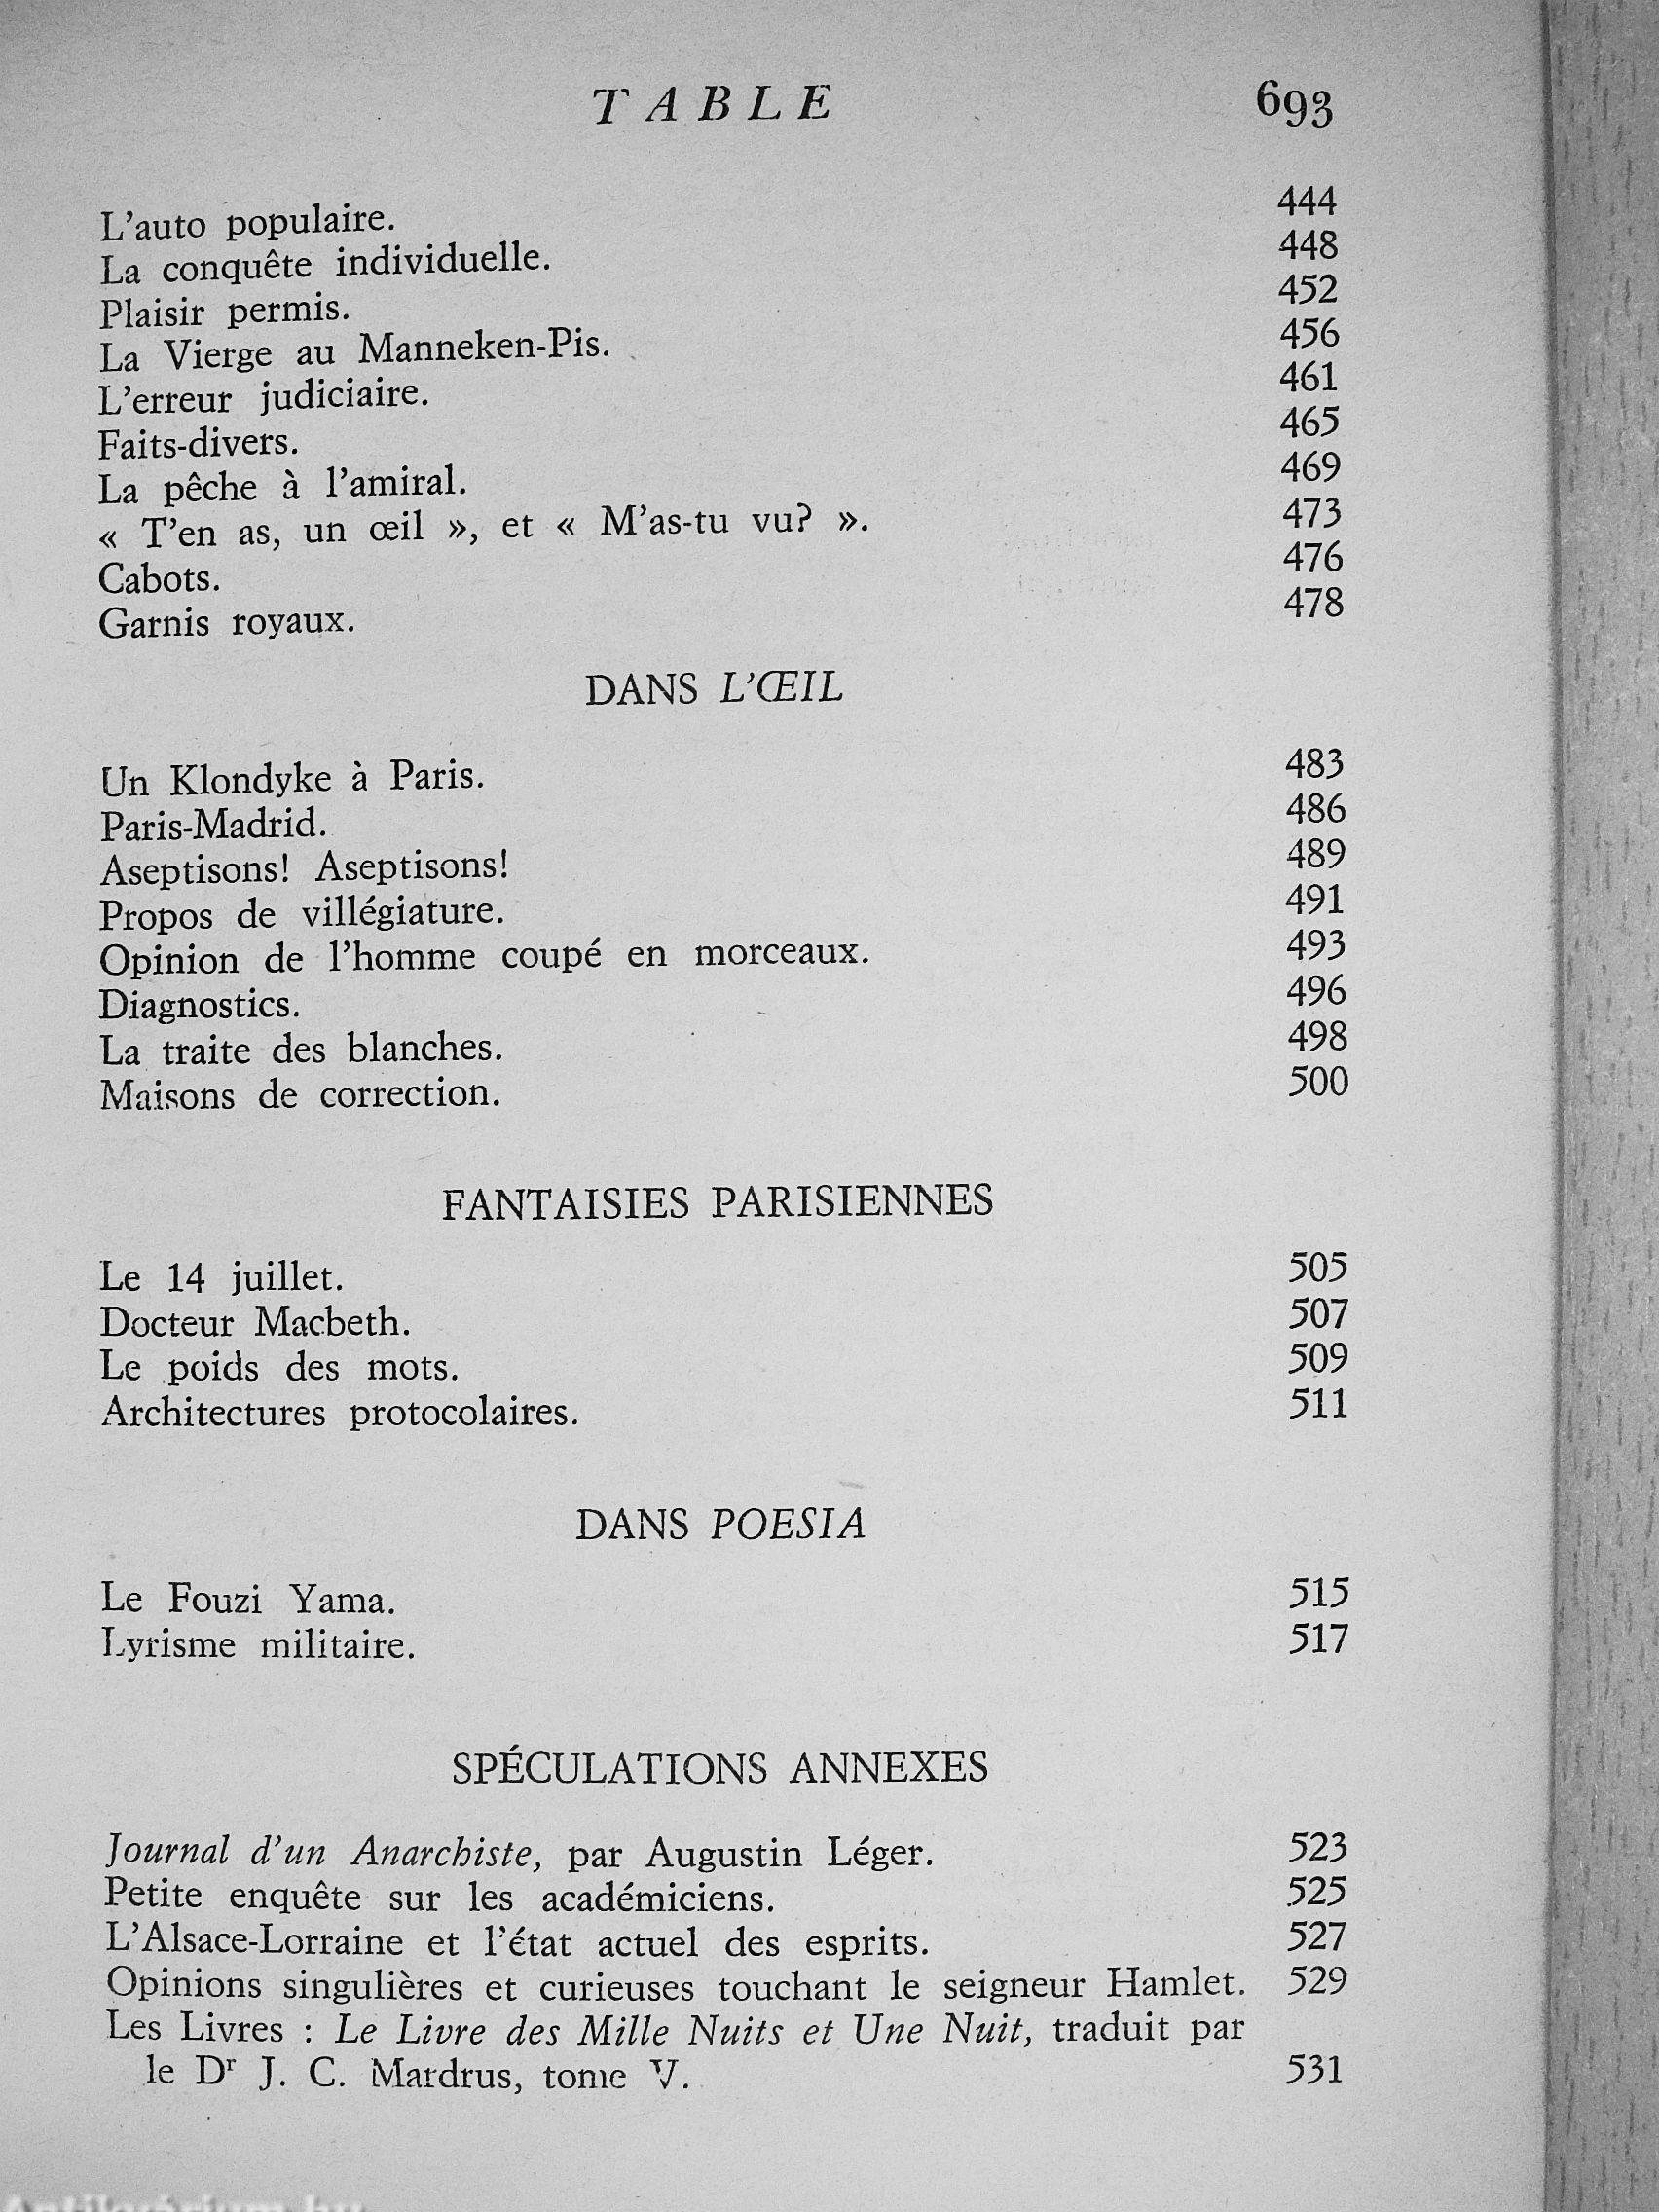 TABLE 693
L'auto populaire. 444
La conquête individuelle. 448
Plaisir permis. 452
La Vierge au Manneken-Pis. 456
L'erreur judiciaire. 461
Faits-divers. 465
La pêche à l'amiral. 469
« T'en as, un œil », et « M'as-tu vu? ». 473
Cabots. 476
Garnis royaux. 478
DANS L'ŒIL
Un Klondyke à Paris. 483
Paris-Madrid. 486
Aseptisons! Aseptisons! 489
Propos de villégiature. 491
Opinion de l'homme coupé en morceaux. 493
Diagnostics. 496
La traite des blanches. 498
Maisons de correction. 500
FANTAISIES PARISIENNES
Le 14 juillet. 505
Docteur Macbeth. 507
Le poids des mots. 509
Architectures protocolaires. 511
DANS POESIA
Le Fouzi Yama. 515
Lyrisme militaire. 517
SPÉCULATIONS ANNEXES
Journal d'un Anarchiste, par Augustin Léger. 523
Petite enquête sur les académiciens. 525
L'Alsace-Lorraine et l'état actuel des esprits. 527
Opinions singulières et curieuses touchant le seigneur Hamlet. 529
Les Livres : Le Livre des Mille Nuits et Une Nuit, traduit par
le Dr J. C. Mardrus, tome V. 531